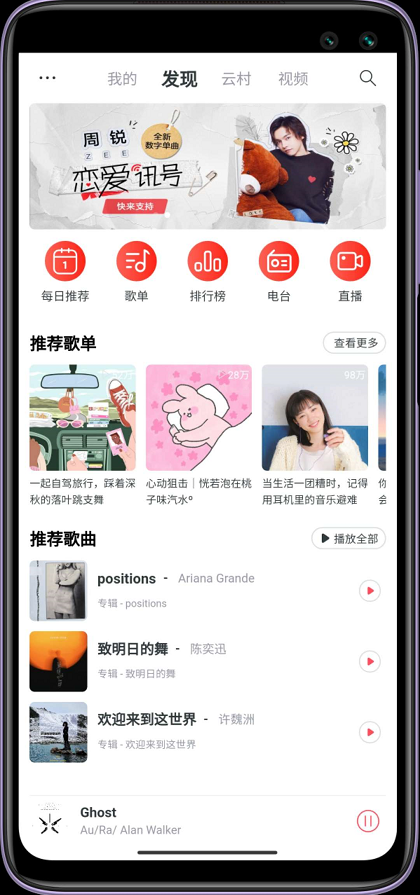 我的 发现 云村 视频
周 锐
ZEE
全新
数字单曲
恋爱讯号
快来支持
1
每日推荐 歌单 排行榜 电台 直播
推荐歌单 查看更多
28万 98万
一起自驾旅行，踩着深
秋的落叶跳支舞
心动狙击｜恍若泡在桃
子味汽水º
当生活一团糟时，记得
用耳机里的音乐避难
推荐歌曲 播放全部
positions - Ariana Grande
专辑 - positions
致明日的舞 - 陈奕迅
专辑 - 致明日的舞
欢迎来到这世界 - 许魏洲
专辑 - 欢迎来到这世界
Ghost
Au/Ra/ Alan Walker